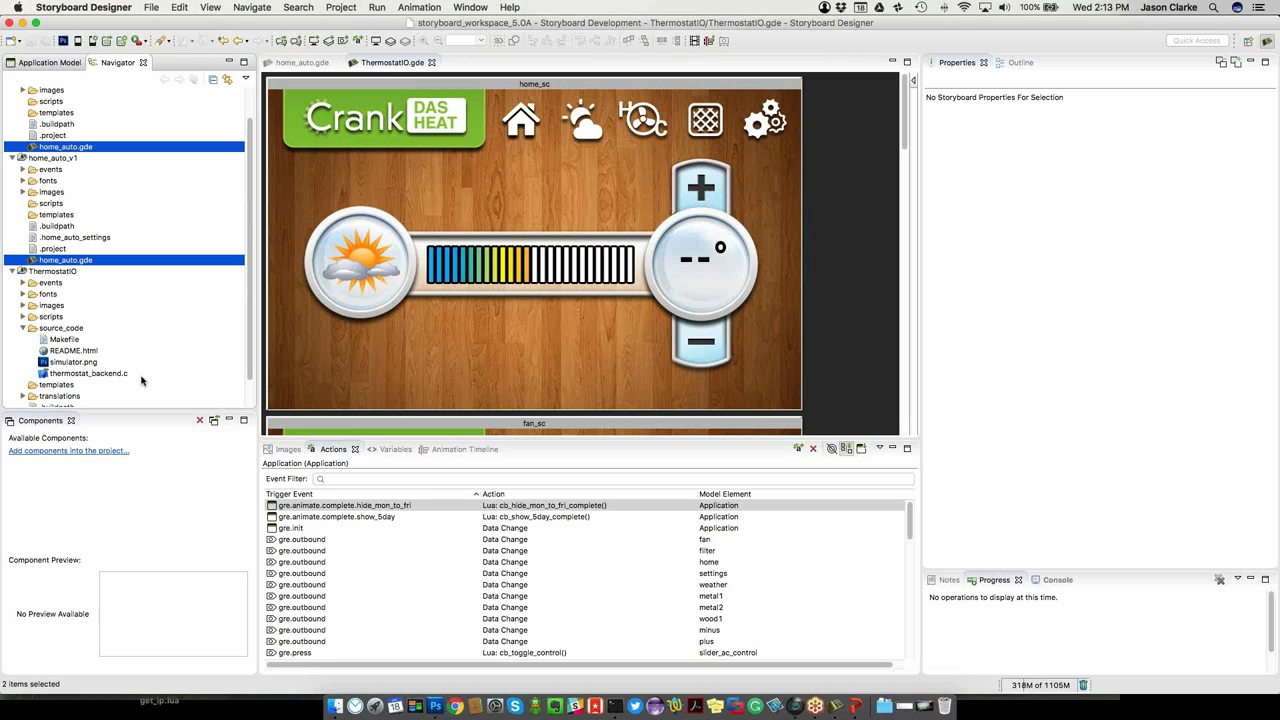 Storyboard Designer File Edit Navigate Search Project Run Animation Window Help 18 100% Wed 2:13 PM Jason Clarke
storyboard_workspace_5.0A - Storyboard Development - ThermostatIO/ThermostatIO.gde - Storyboard Designer
Quick Access
Application Model Navigator
home_auto.gde ThermostatIO.gde
Properties Outline
No Storyboard Properties For Selection
images
scripts
templates
.buildpath
.project
home_auto.gde
home_auto_v1
events
fonts
images
scripts
templates
.buildpath
.home_auto_settings
.project
home_auto.gde
ThermostatIO
events
fonts
images
scripts
source_code
Makefile
README.html
simulator.png
thermostat_backend.c
templates
translations
home_sc
Crank DAS HEAT
+
--°
−
fan_sc
Components
Available Components:
Add components into the project...
Component Preview:
No Preview Available
Images Actions Variables Animation Timeline
Application (Application)
Event Filter:
Trigger Event Action Model Element
gre.animate.complete.hide_mon_to_fri Lua: cb_hide_mon_to_fri_complete() Application
gre.animate.complete.show_5day Lua: cb_show_5day_complete() Application
gre.init Data Change Application
gre.outbound Data Change fan
gre.outbound Data Change filter
gre.outbound Data Change home
gre.outbound Data Change settings
gre.outbound Data Change weather
gre.outbound Data Change metal1
gre.outbound Data Change metal2
gre.outbound Data Change wood1
gre.outbound Data Change minus
gre.outbound Data Change plus
gre.press Lua: cb_toggle_control() slider_ac_control
Notes Progress Console
No operations to display at this time.
2 items selected
318M of 1105M
get_ip.lua